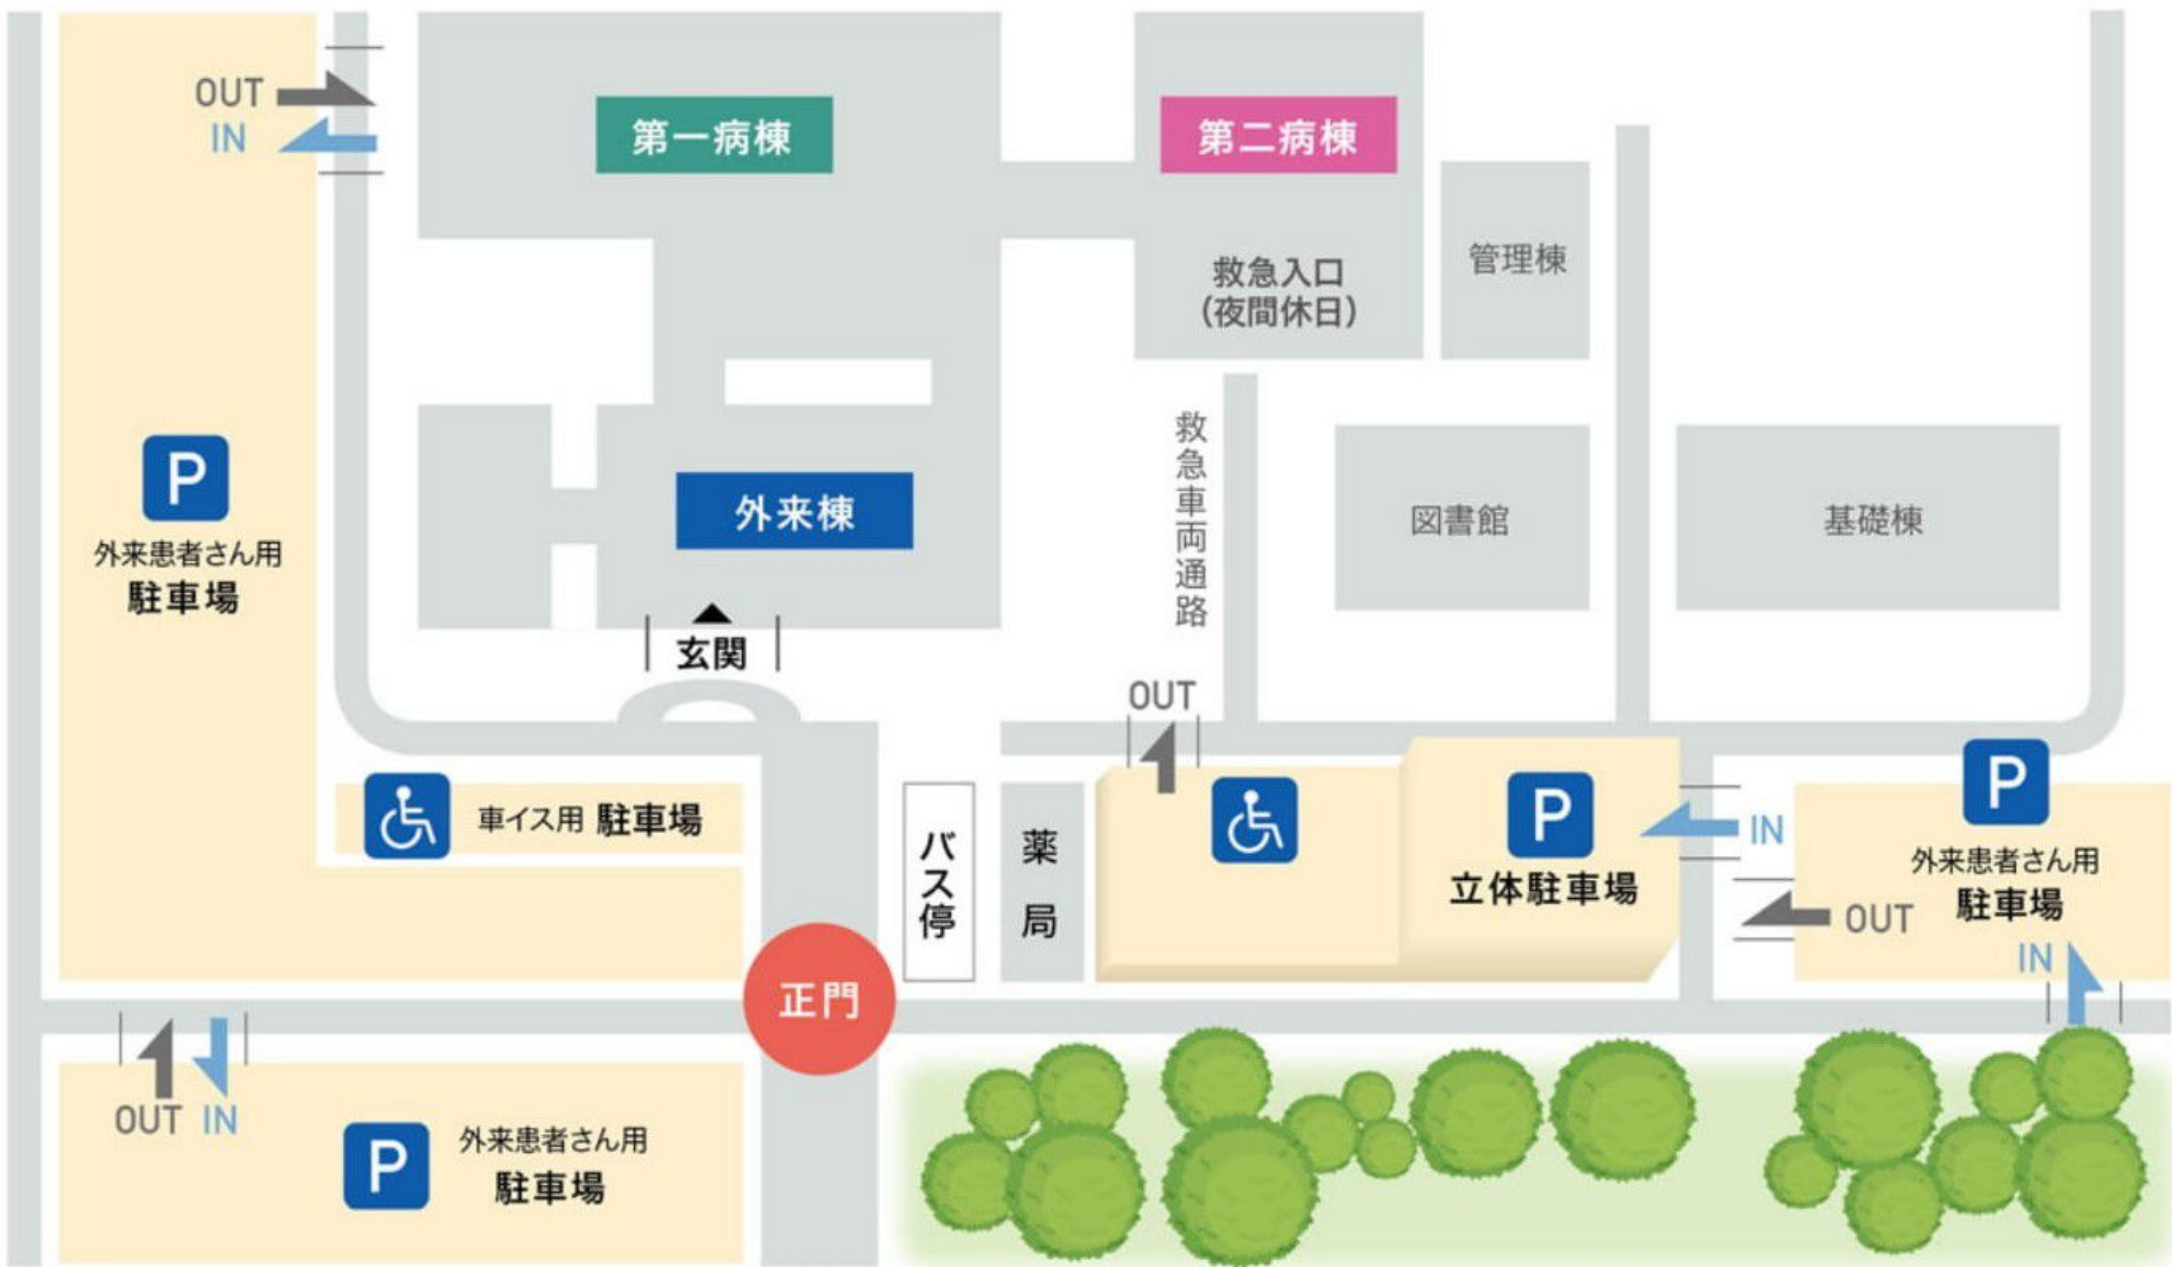 OUT
IN
第一病棟
第二病棟
救急入口
(夜間休日)
管理棟
P
外来患者さん用
駐車場
外来棟
玄関
救急車両通路
図書館
基礎棟
OUT
車イス用 駐車場
バス停
薬局
P
立体駐車場
IN
OUT
P
外来患者さん用
駐車場
IN
正門
OUT IN
P
外来患者さん用
駐車場